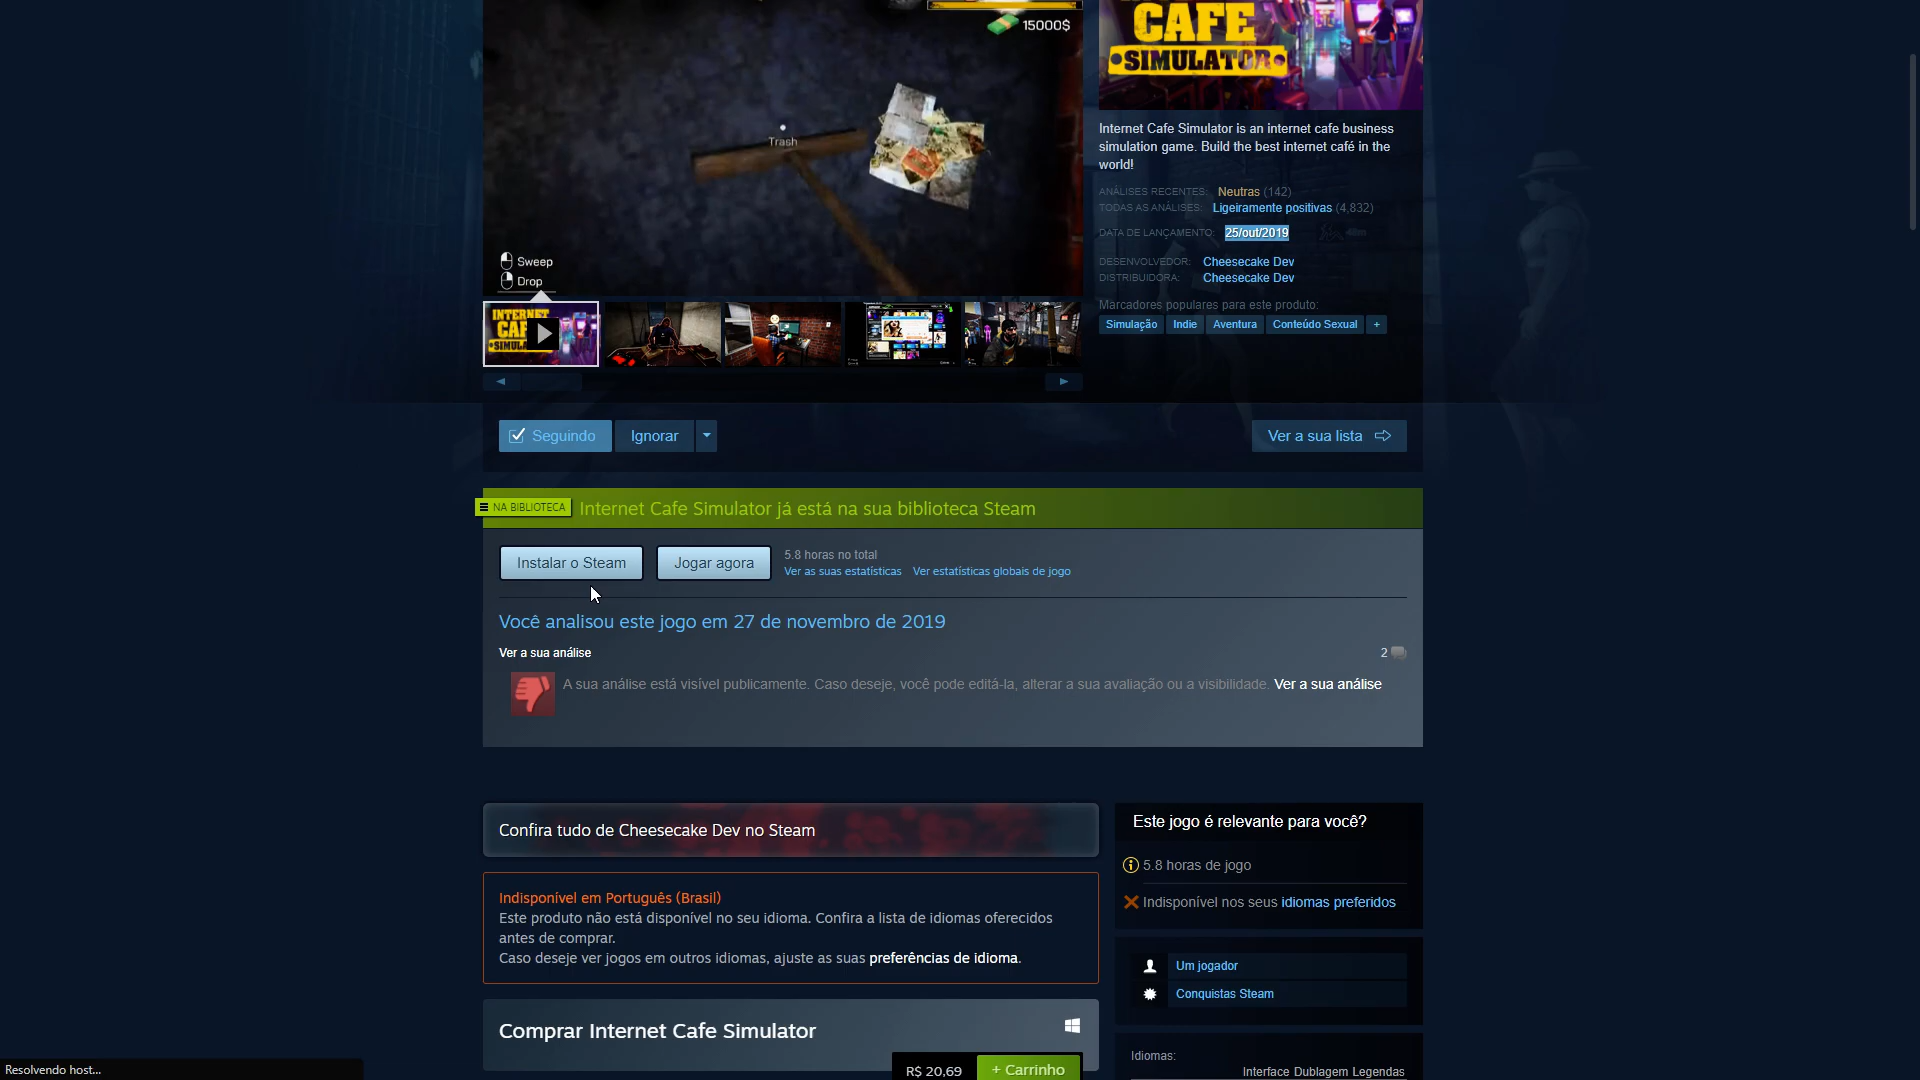 15000$
Trash
Sweep
Drop
CAFE
SIMULATOR
Internet Cafe Simulator is an internet cafe business
simulation game. Build the best internet café in the
world!
ANÁLISES RECENTES: Neutras (142)
TODAS AS ANÁLISES: Ligeiramente positivas (4,832)
DATA DE LANÇAMENTO: 25/out/2019
DESENVOLVEDOR: Cheesecake Dev
DISTRIBUIDORA: Cheesecake Dev
Marcadores populares para este produto:
Simulação Indie Aventura Conteúdo Sexual +
INTERNET
Seguindo
Ignorar
Ver a sua lista
NA BIBLIOTECA
Internet Cafe Simulator já está na sua biblioteca Steam
Instalar o Steam
Jogar agora
5.8 horas no total
Ver as suas estatísticas Ver estatísticas globais de jogo
Você analisou este jogo em 27 de novembro de 2019
Ver a sua análise
2
A sua análise está visível publicamente. Caso deseje, você pode editá-la, alterar a sua avaliação ou a visibilidade. Ver a sua análise
Confira tudo de Cheesecake Dev no Steam
Indisponível em Português (Brasil)
Este produto não está disponível no seu idioma. Confira a lista de idiomas oferecidos
antes de comprar.
Caso deseje ver jogos em outros idiomas, ajuste as suas preferências de idioma.
Comprar Internet Cafe Simulator
R$ 20,69
+ Carrinho
Este jogo é relevante para você?
5.8 horas de jogo
Indisponível nos seus idiomas preferidos
Um jogador
Conquistas Steam
Idiomas:
Interface Dublagem Legendas
Resolvendo host...